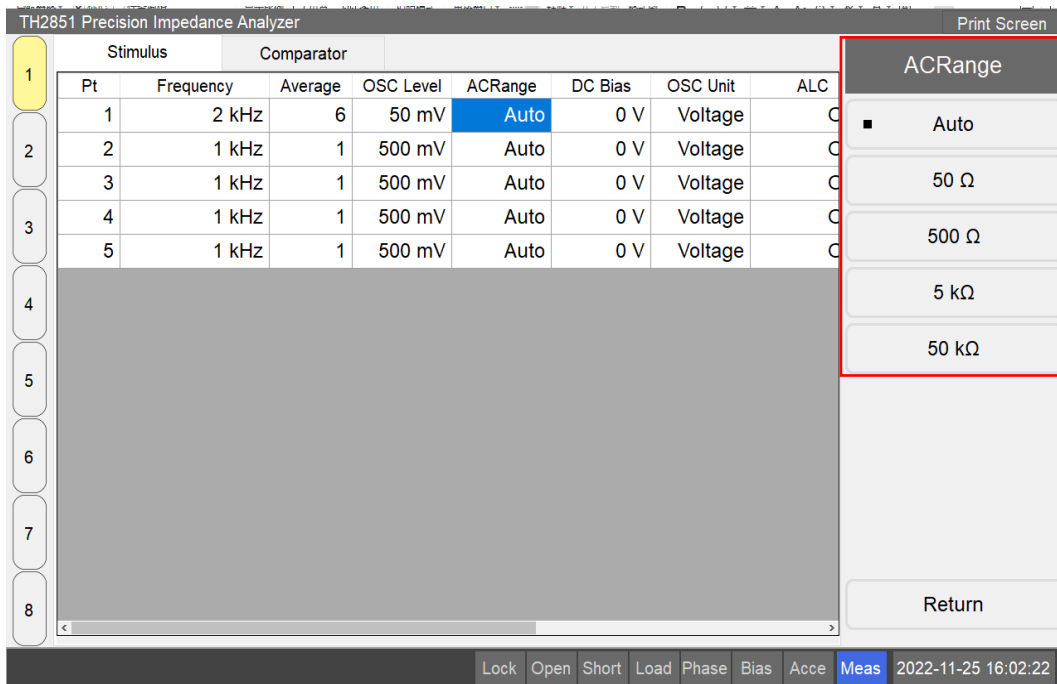 TH2851 Precision Impedance Analyzer Print Screen
Stimulus Comparator
Pt Frequency Average OSC Level ACRange DC Bias OSC Unit ALC
1 2 kHz 6 50 mV Auto 0 V Voltage
2 1 kHz 1 500 mV Auto 0 V Voltage
3 1 kHz 1 500 mV Auto 0 V Voltage
4 1 kHz 1 500 mV Auto 0 V Voltage
5 1 kHz 1 500 mV Auto 0 V Voltage
1
2
3
4
5
6
7
8
ACRange
Auto
50 Ω
500 Ω
5 kΩ
50 kΩ
Return
Lock Open Short Load Phase Bias Acce Meas 2022-11-25 16:02:22